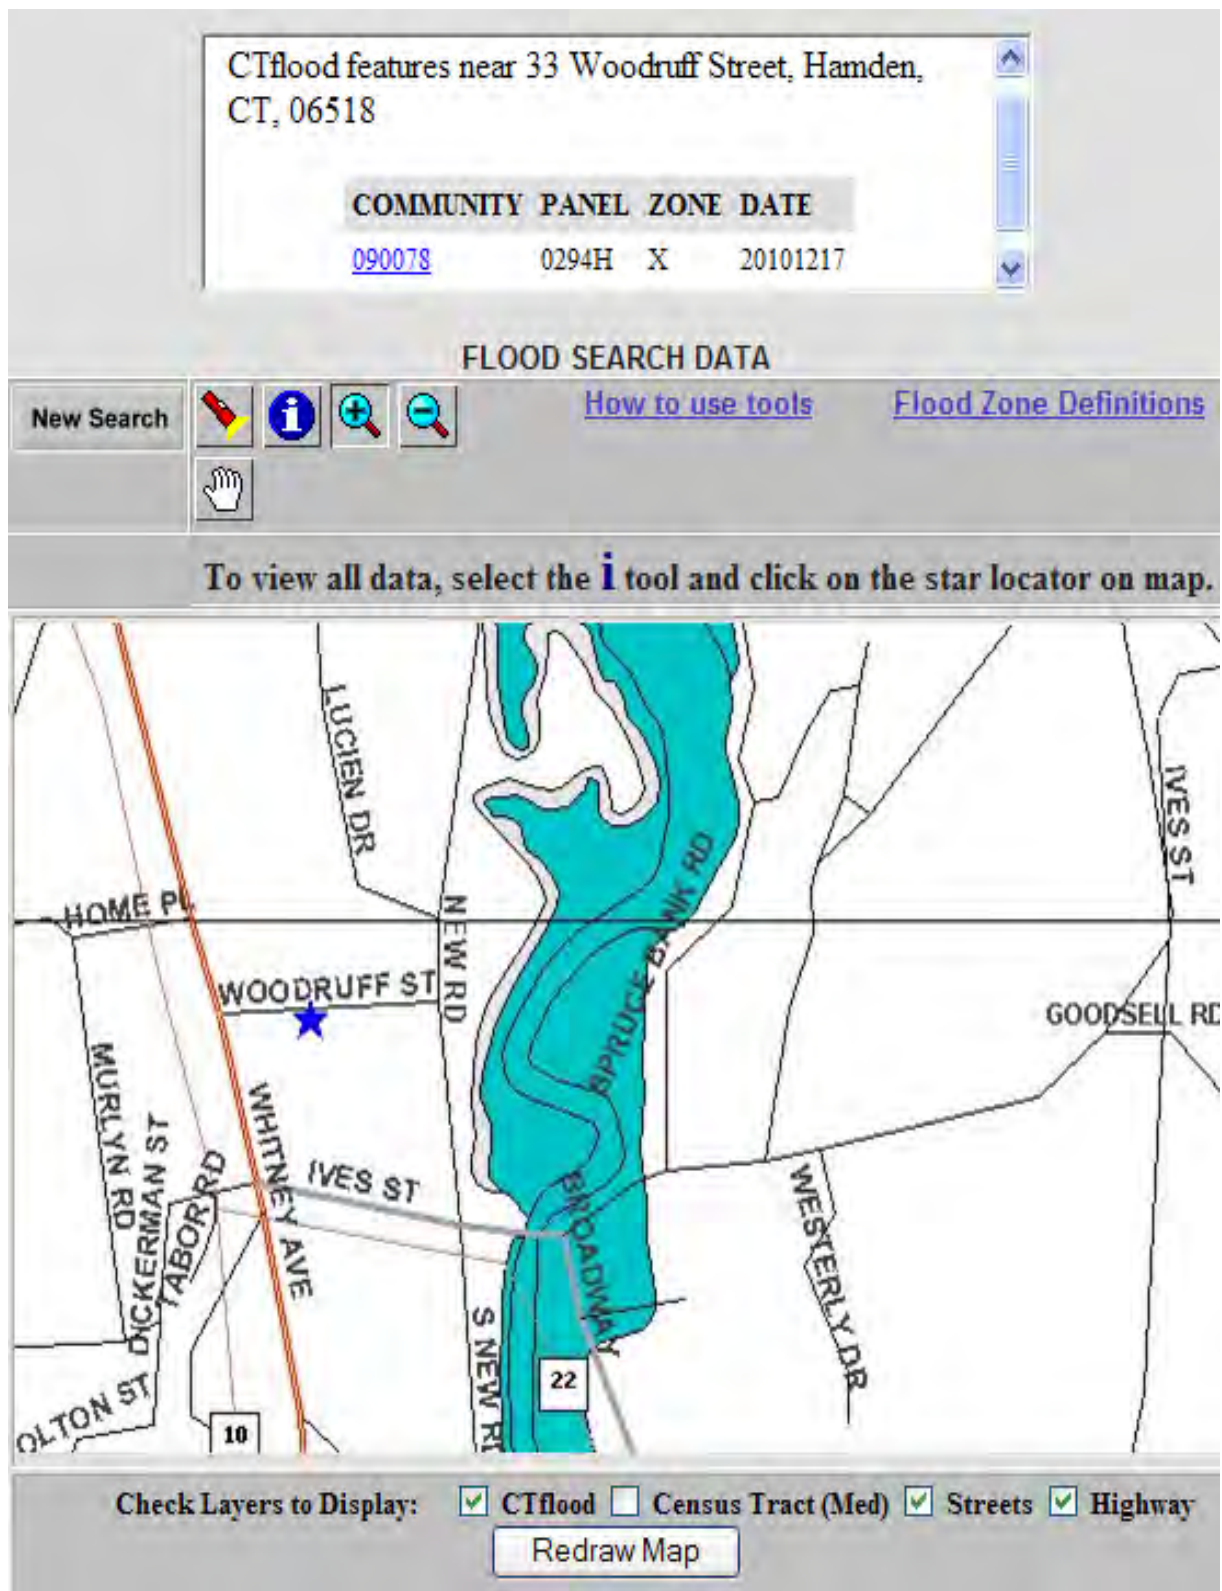 CTflood features near 33 Woodruff Street, Hamden,
CT, 06518
COMMUNITY PANEL ZONE DATE
090078 0294H X 20101217
FLOOD SEARCH DATA
New Search
How to use tools
Flood Zone Definitions
To view all data, select the i tool and click on the star locator on map.
LUCIEN DR
IVES ST
HOME PL
NEW RD
SPRUCE BANK RD
WOODRUFF ST
GOODSELL RD
MURLYN RD
DICKERMAN ST
TABOR RD
WHITNEY AVE
IVES ST
BROADWAY
WESTERLY DR
S NEW
22
OLTON ST
10
Check Layers to Display: CTflood Census Tract (Med) Streets Highway
Redraw Map